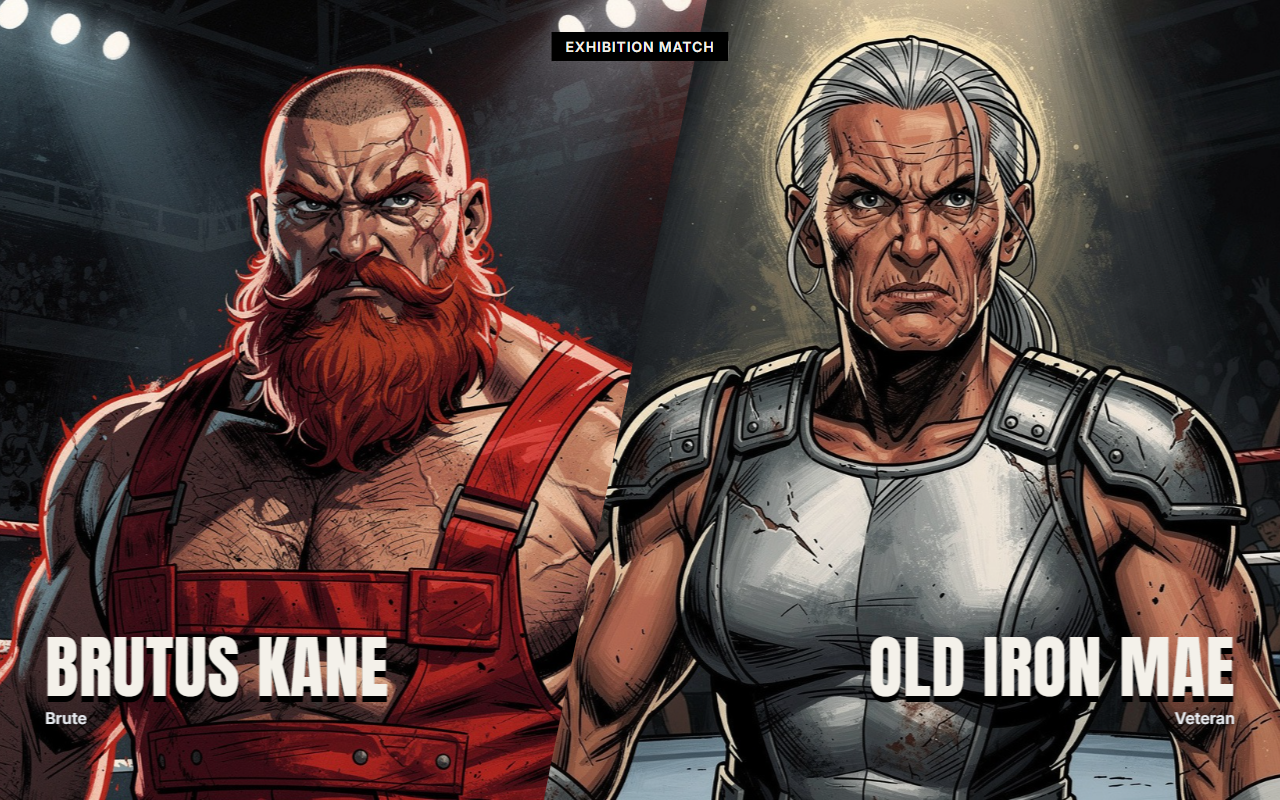 EXHIBITION MATCH
BRUTUS KANE
Brute
OLD IRON MAE
Veteran